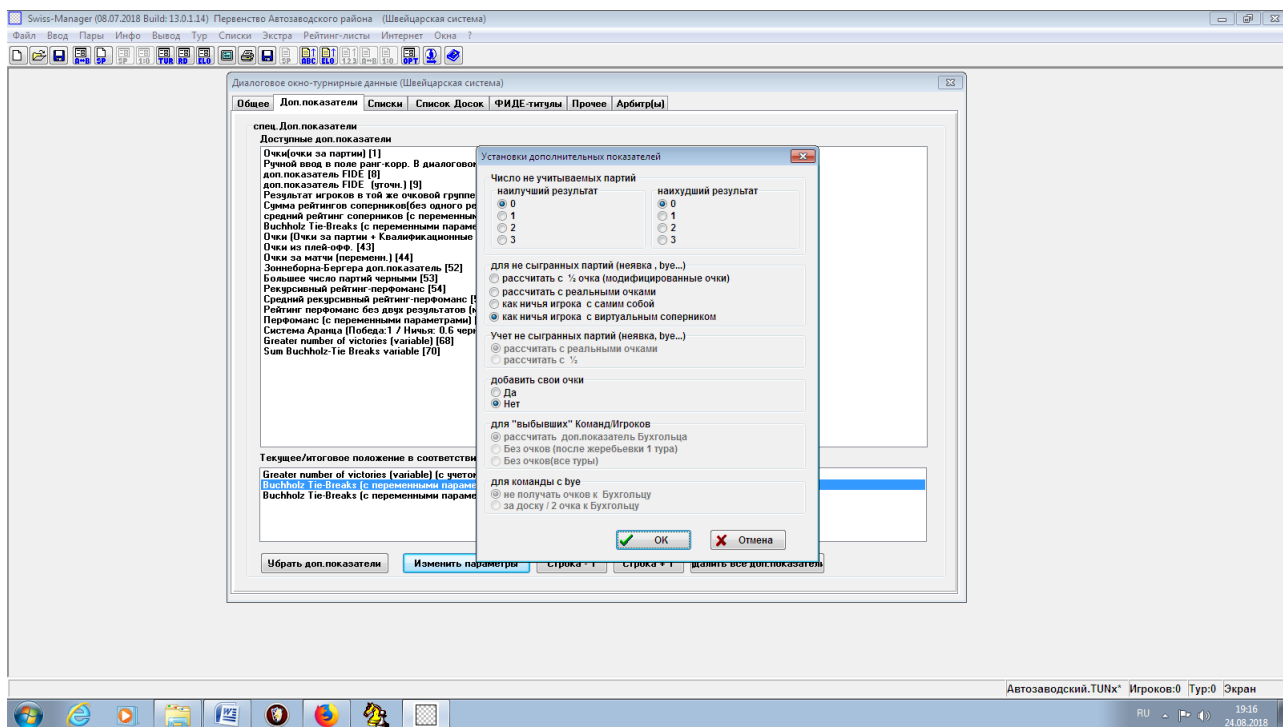 Swiss-Manager (08.07.2018 Build: 13.0.1.14) Первенство Автозаводского района (Швейцарская система)
Файл Ввод Пары Инфо Вывод Тур Списки Экстра Рейтинг-листы Интернет Окна ?
Диалоговое окно-турнирные данные (Швейцарская система)
Общее Доп.показатели Списки Список Досок ФИДЕ-титулы Прочее Арбитр(ы)
спец.Доп.показатели
Доступные доп.показатели
Очки(очки за партии) [1]
Ручной ввод в поле ранг-корр. В диалогово
доп.показатель FIDE [8]
доп.показатель FIDE (уточн.) [9]
Результат игроков в той же очковой группе
Сумма рейтингов соперников(без одного ре
средний рейтинг соперников (с переменны
Buchholz Tie-Breaks (с переменными параме
Очки (Очки за партии + Квалификационные
Очки из плей-офф. [43]
Очки за матчи (переменн.) [44]
Зоннеборна-Бергера доп.показатель [52]
Большее число партий черными [53]
Рекурсивный рейтинг-перфоманс [54]
Средний рекурсивный рейтинг-перфоманс [
Рейтинг перфоманс без двух результатов (
Перфоманс (с переменными параметрами)
Система Аранца (Победа:1 / Ничья: 0.6 чер
Greater number of victories (variable) [68]
Sum Buchholz-Tie Breaks variable [70]
Текущее/итоговое положение в соответстви
Greater number of victories (variable) (с учето
Buchholz Tie-Breaks (с переменными параме
Buchholz Tie-Breaks (с переменными параме
Убрать доп.показатели Изменить параметры Строка - 1 Строка + 1 далить все доп.показатели
Установки дополнительных показателей
Число не учитываемых партий
наилучший результат наихудший результат
0 0
1 1
2 2
3 3
для не сыгранных партий (неявка , bye...)
рассчитать с ½ очка (модифицированные очки)
рассчитать с реальными очками
как ничья игрока с самим собой
как ничья игрока с виртуальным соперником
Учет не сыгранных партий (неявка, bye...)
рассчитать с реальными очками
рассчитать с ½
добавить свои очки
Да
Нет
для "выбывших" Команд/Игроков
рассчитать доп.показатель Бухгольца
Без очков (после жеребьевки 1 тура)
Без очков(все туры)
для команды с bye
не получать очков к Бухгольцу
за доску / 2 очка к Бухгольцу
OK Отмена
Автозаводский.TUNx* Игроков:0 Тур:0 Экран
RU 19:16
24.08.2018